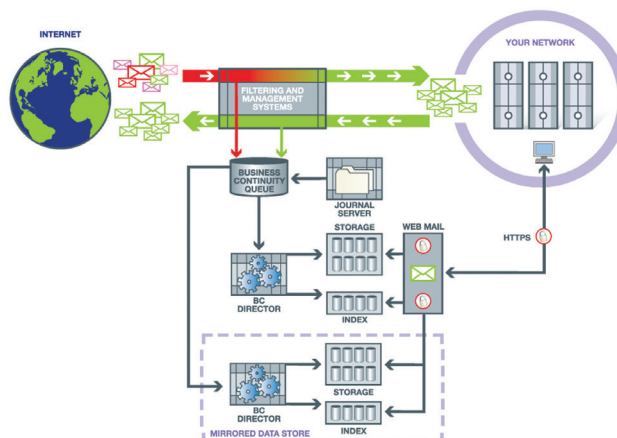 INTERNET
YOUR NETWORK
FILTERING AND
MANAGEMENT
SYSTEMS
BUSINESS
CONTINUITY
QUEUE
JOURNAL
SERVER
STORAGE
WEB MAIL
HTTPS
BC
DIRECTOR
INDEX
STORAGE
BC
DIRECTOR
INDEX
MIRRORED DATA STORE